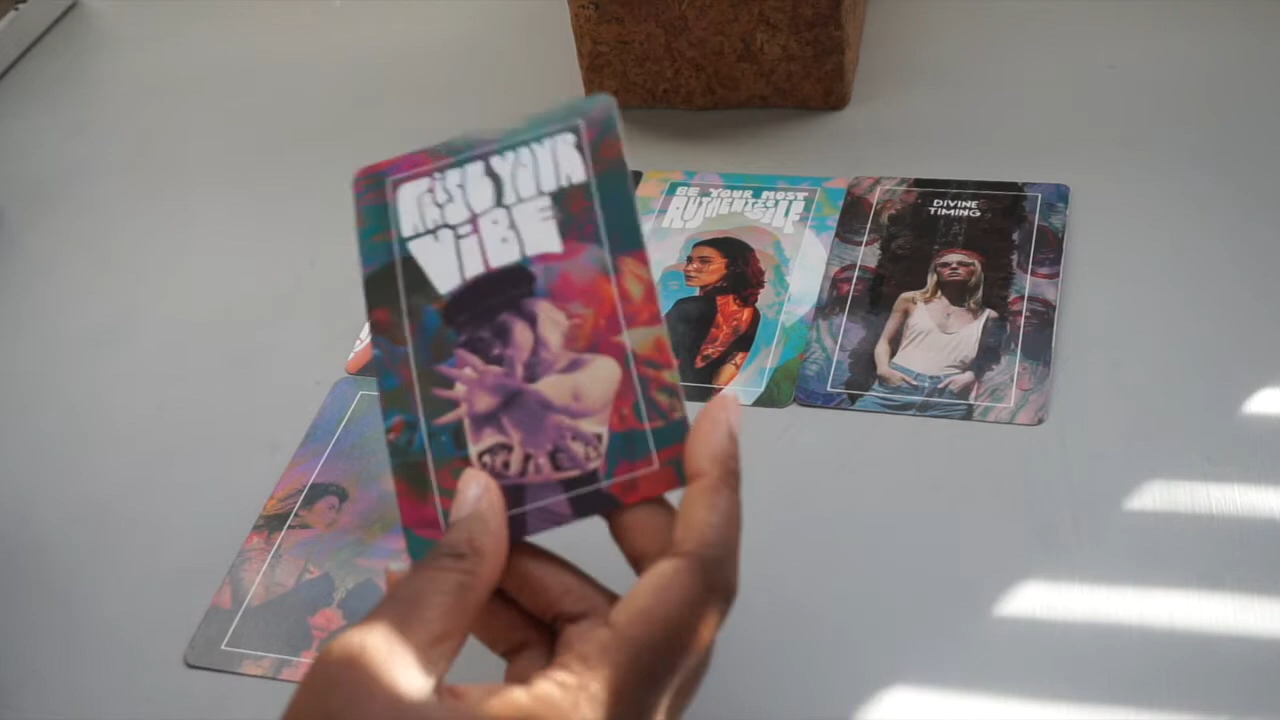 RAISE YOUR
VIBE
BE YOUR MOST
AUTHENTIC SELF
DIVINE
TIMING